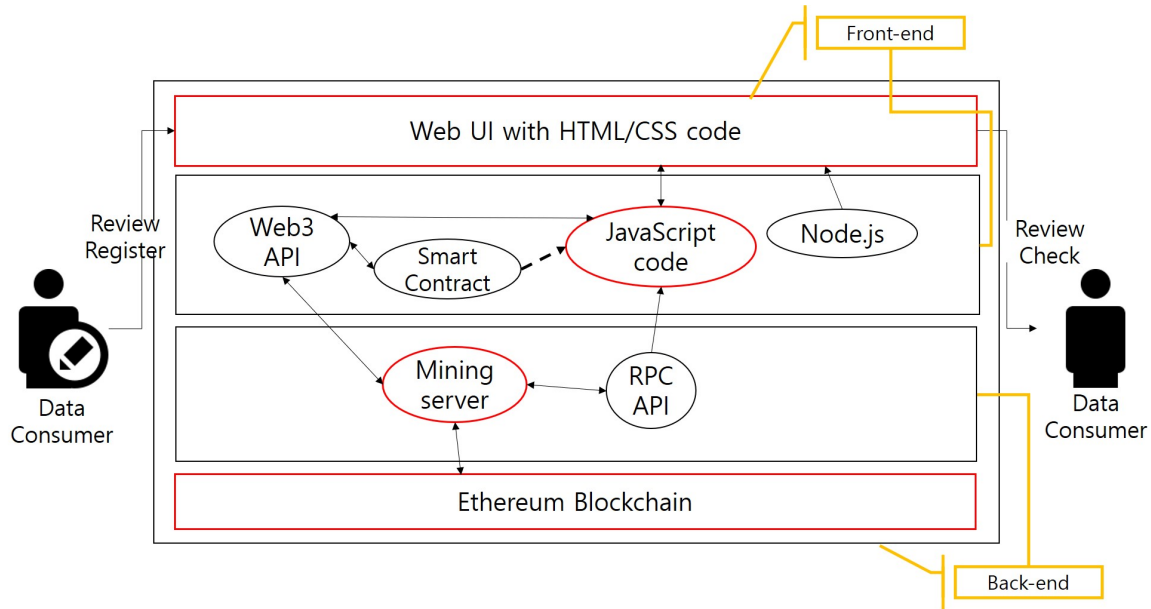 Front-end
Web UI with HTML/CSS code
Review
Register
Web3
API
Smart
Contract
JavaScript
code
Node.js
Review
Check
Mining
server
RPC
API
Data
Consumer
Data
Consumer
Ethereum Blockchain
Back-end